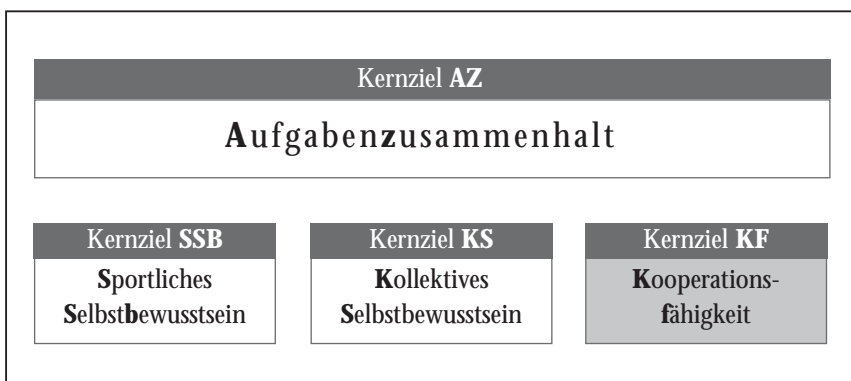 Kernziel AZ
Aufgabenzusammenhalt
Kernziel SSB
Sportliches
Selbstbewusstsein
Kernziel KS
Kollektives
Selbstbewusstsein
Kernziel KF
Kooperations-
fähigkeit